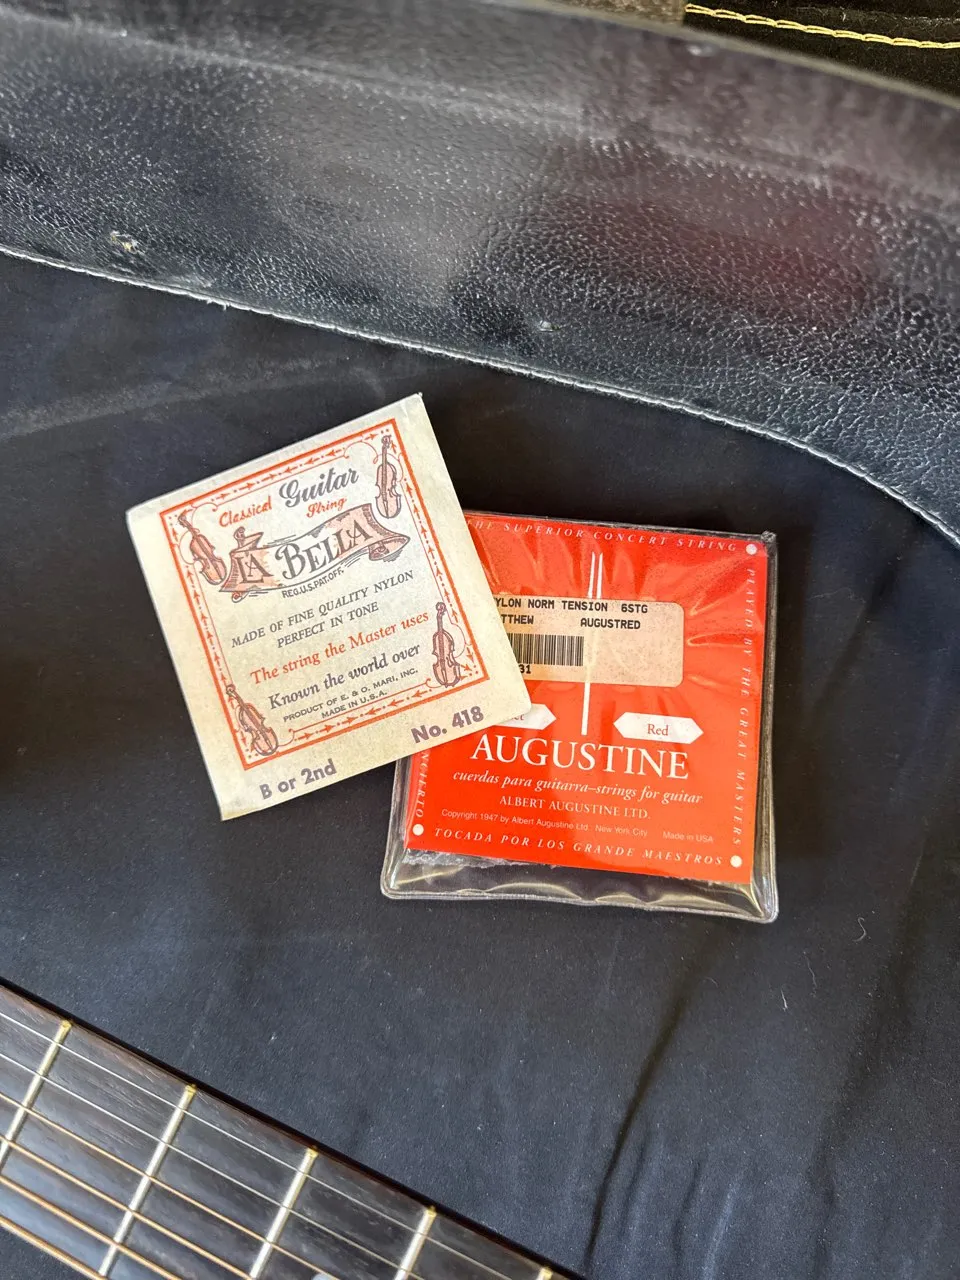 Classical Guitar
String
LA BELLA
REG.U.S.PAT.OFF.
MADE OF FINE QUALITY NYLON
PERFECT IN TONE
The string the Master uses
Known the world over
PRODUCT OF E. & O. MARI, INC.
MADE IN U.S.A.
B or 2nd No. 418
THE SUPERIOR CONCERT STRING
PLAYED BY THE GREAT MASTERS
NORM TENSION 6STG
AUGUSTRED
31
Red
AUGUSTINE
cuerdas para guitarra–strings for guitar
ALBERT AUGUSTINE LTD.
Copyright 1947 by Albert Augustine Ltd. New York City Made in USA
TOCADA POR LOS GRANDE MAESTROS